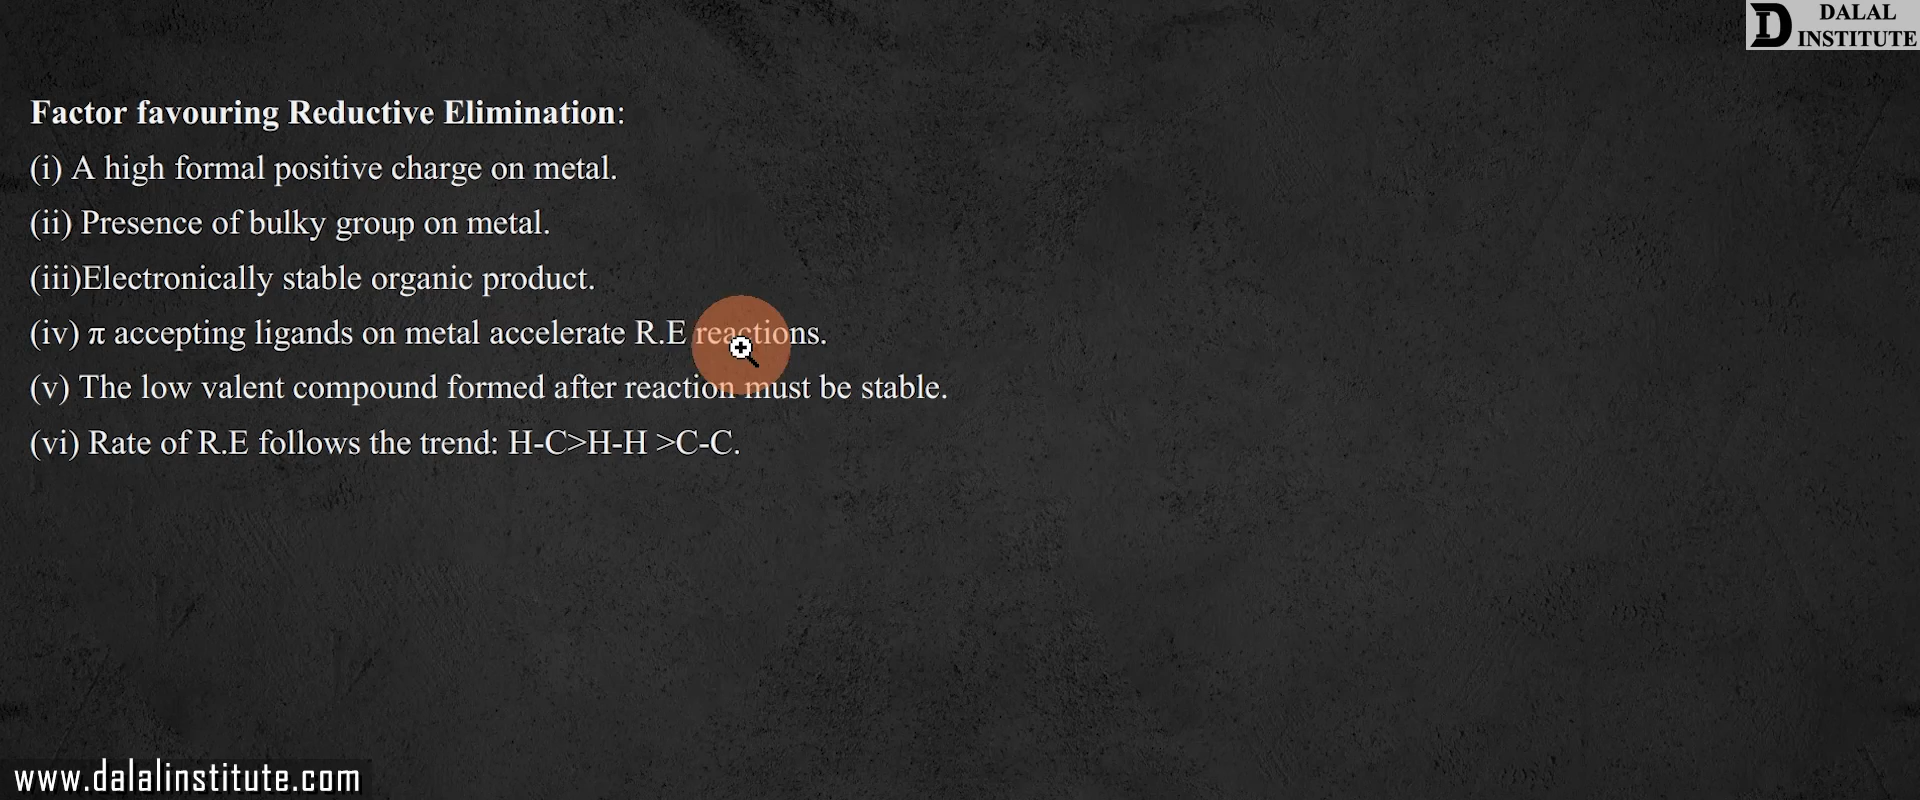 DALAL
INSTITUTE
Factor favouring Reductive Elimination:
(i) A high formal positive charge on metal.
(ii) Presence of bulky group on metal.
(iii)Electronically stable organic product.
(iv) π accepting ligands on metal accelerate R.E reactions.
(v) The low valent compound formed after reaction must be stable.
(vi) Rate of R.E follows the trend: H-C>H-H >C-C.
www.dalalinstitute.com